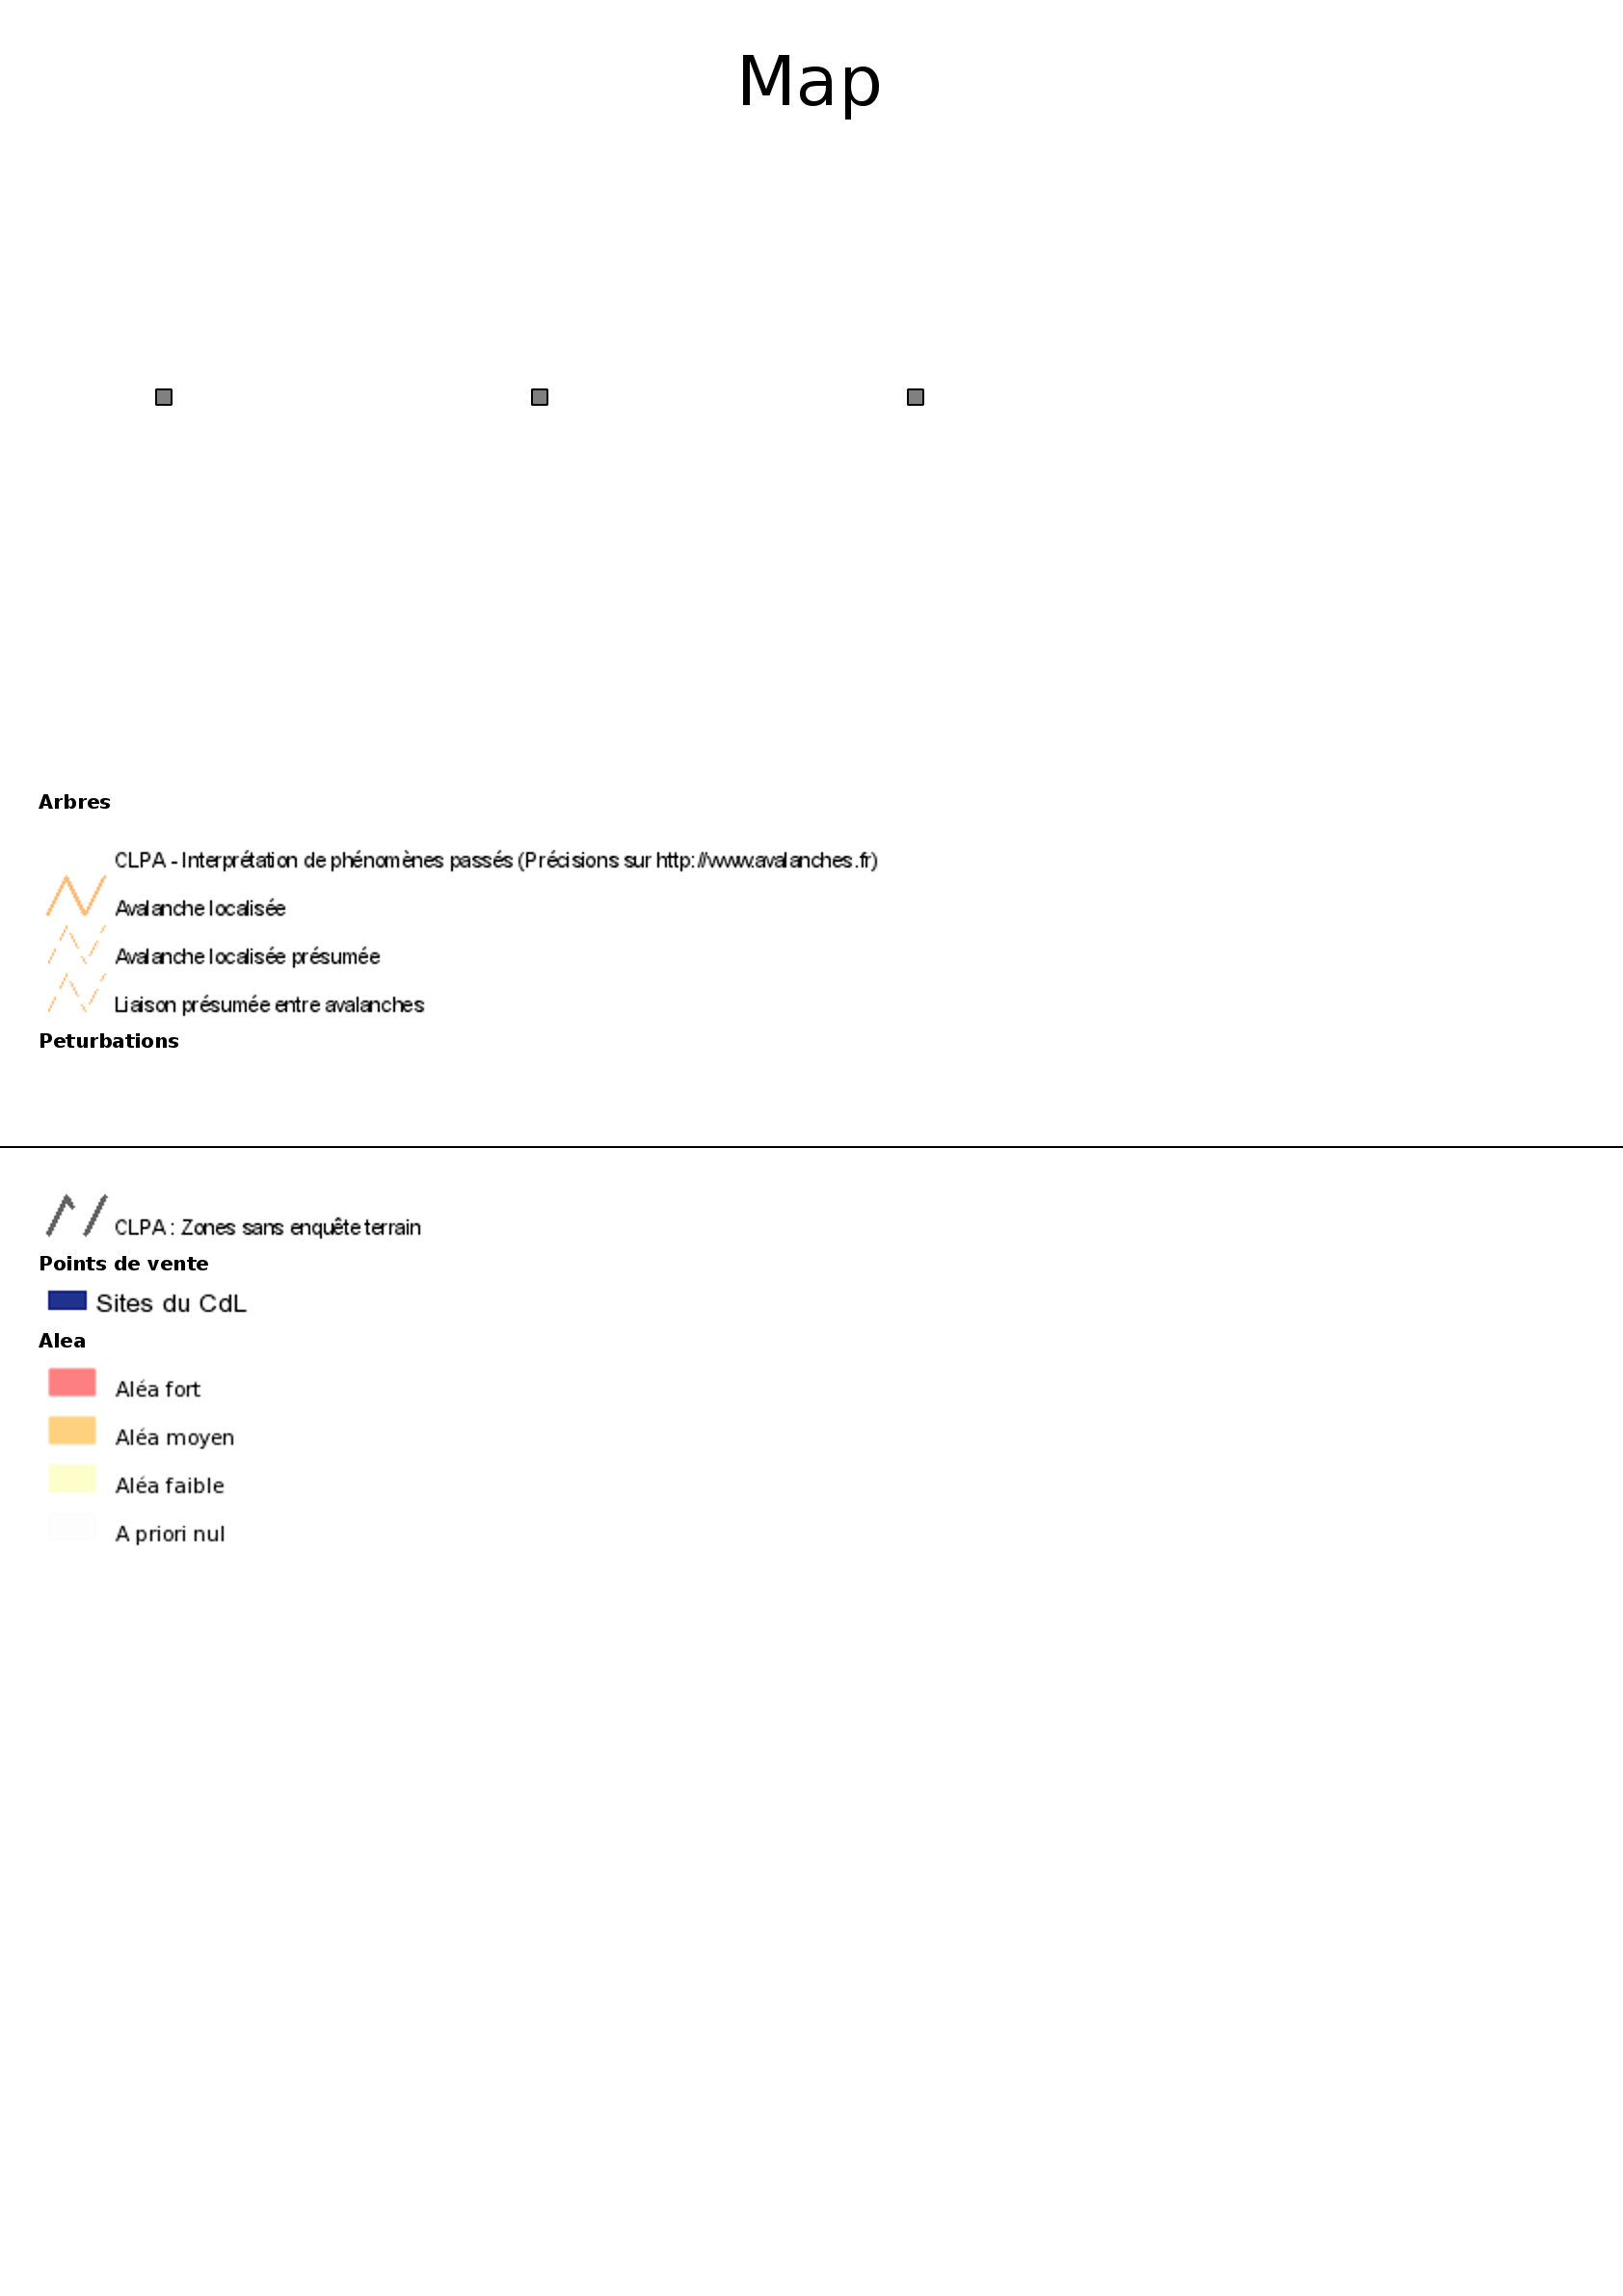 Map
Arbres
CLPA - Interprétation de phénomènes passés (Précisions sur http://www.avalanches.fr)
Avalanche localisée
Avalanche localisée présumée
Liaison présumée entre avalanches
Peturbations
CLPA : Zones sans enquête terrain
Points de vente
Sites du CdL
Alea
Aléa fort
Aléa moyen
Aléa faible
A priori nul